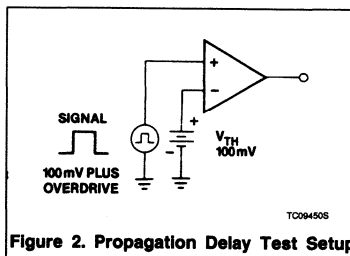 +
−
SIGNAL
+
−
V_TH
100mV
100mV PLUS
OVERDRIVE
TC09450S
Figure 2. Propagation Delay Test Setup